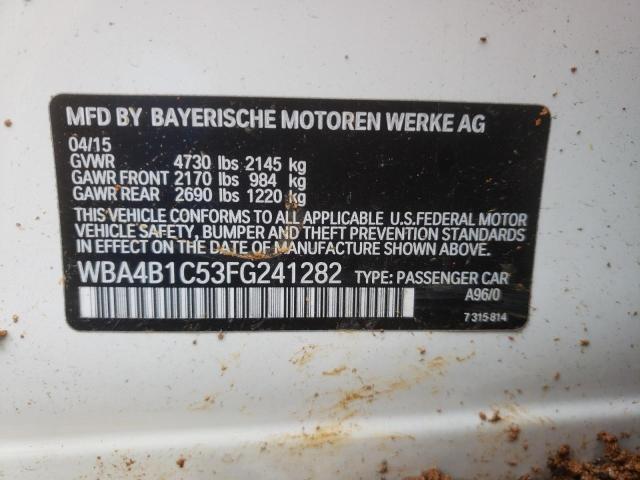 MFD BY BAYERISCHE MOTOREN WERKE AG
04/15
GVWR 4730 lbs 2145 kg
GAWR FRONT 2170 lbs 984 kg
GAWR REAR 2690 lbs 1220 kg
THIS VEHICLE CONFORMS TO ALL APPLICABLE U.S.FEDERAL MOTOR
VEHICLE SAFETY, BUMPER AND THEFT PREVENTION STANDARDS
IN EFFECT ON THE DATE OF MANUFACTURE SHOWN ABOVE.
WBA4B1C53FG241282 TYPE: PASSENGER CAR
A96/0
7 315 814